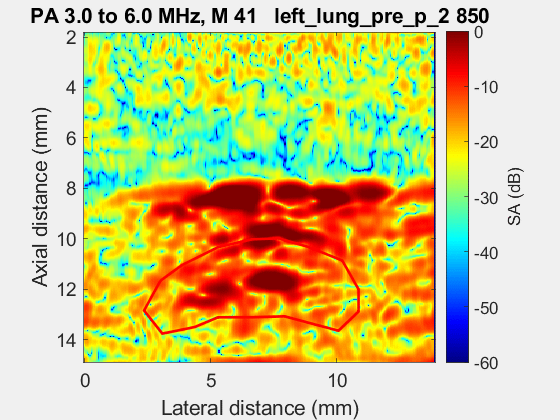 PA 3.0 to 6.0 MHz, M 41 left_lung_pre_p_2 850
2
4
6
8
10
12
14
Axial distance (mm)
0 5 10
Lateral distance (mm)
0
-10
-20
-30
-40
-50
-60
SA (dB)